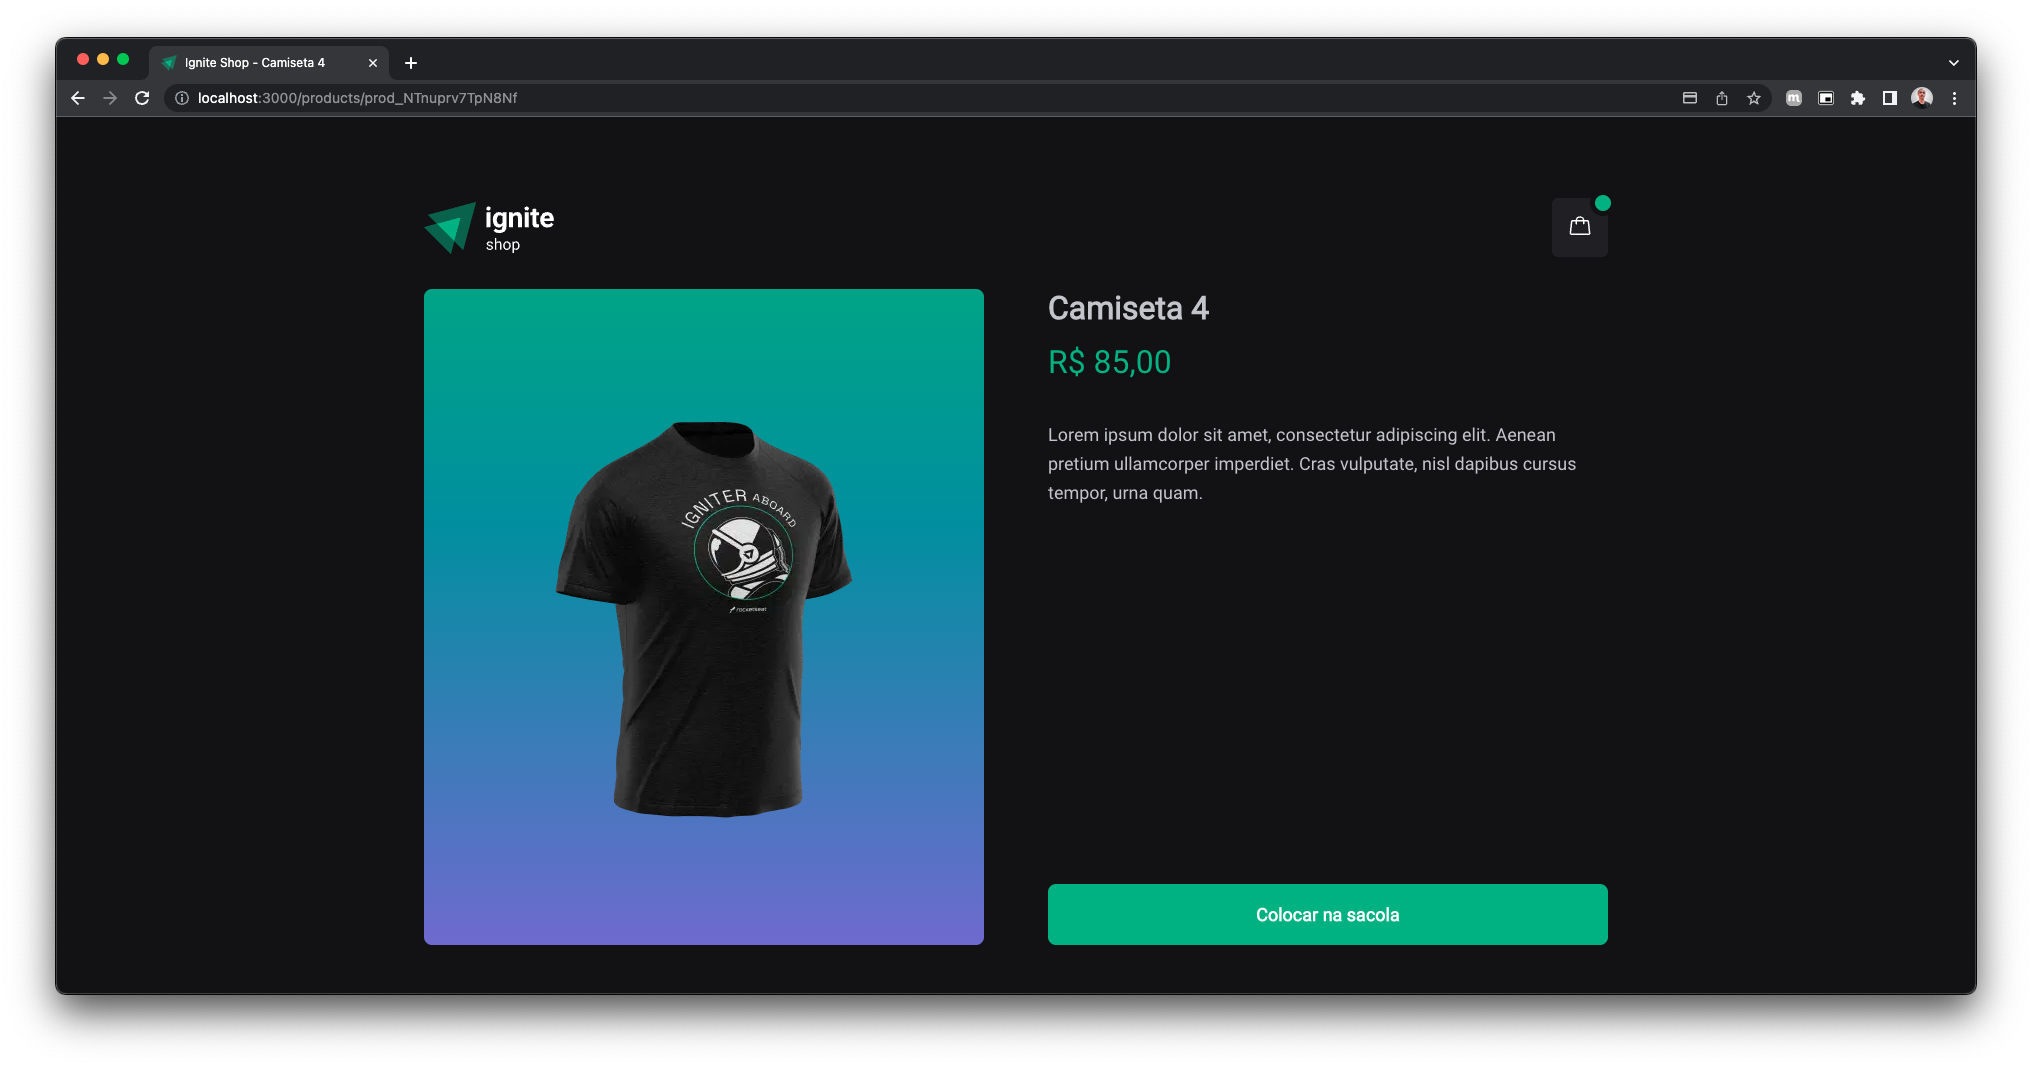 Ignite Shop - Camiseta 4
localhost:3000/products/prod_NTnuprv7TpN8Nf
m
ignite
shop
Camiseta 4
R$ 85,00
Lorem ipsum dolor sit amet, consectetur adipiscing elit. Aenean
pretium ullamcorper imperdiet. Cras vulputate, nisl dapibus cursus
tempor, urna quam.
IGNITER ABOARD
rocketseat
Colocar na sacola